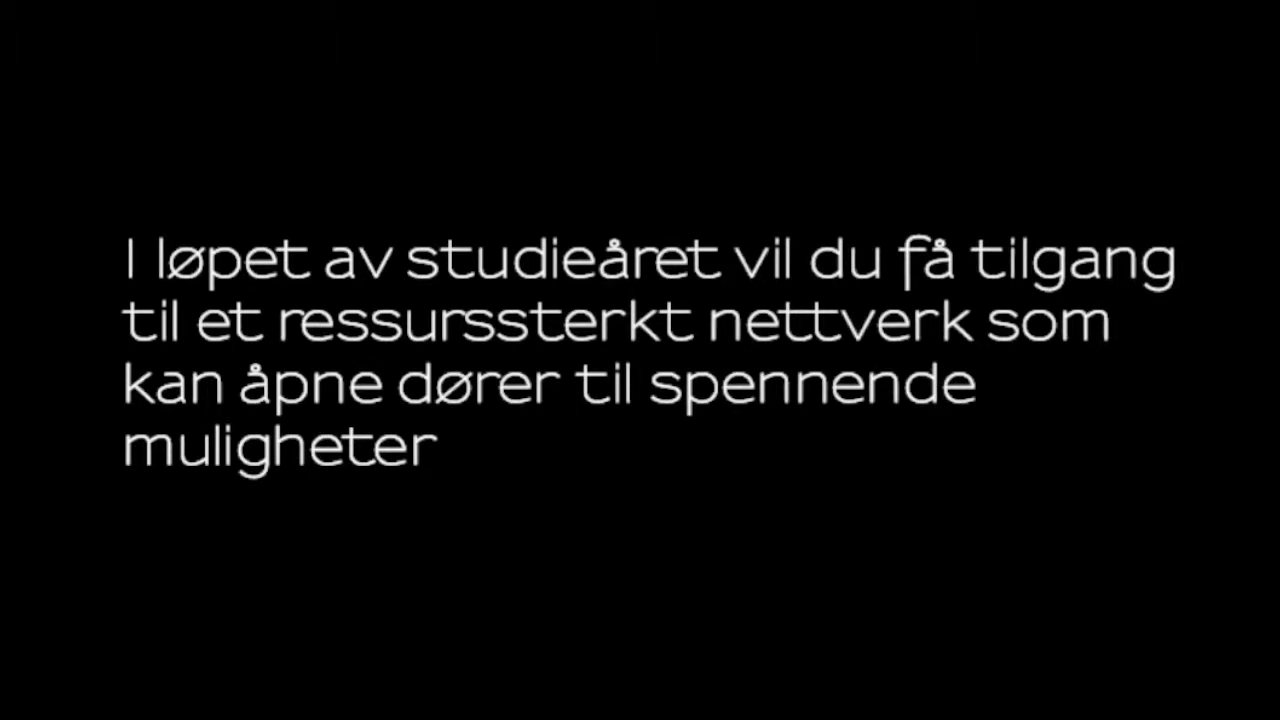 I løpet av studieåret vil du få tilgang
til et ressurssterkt nettverk som
kan åpne dører til spennende
muligheter